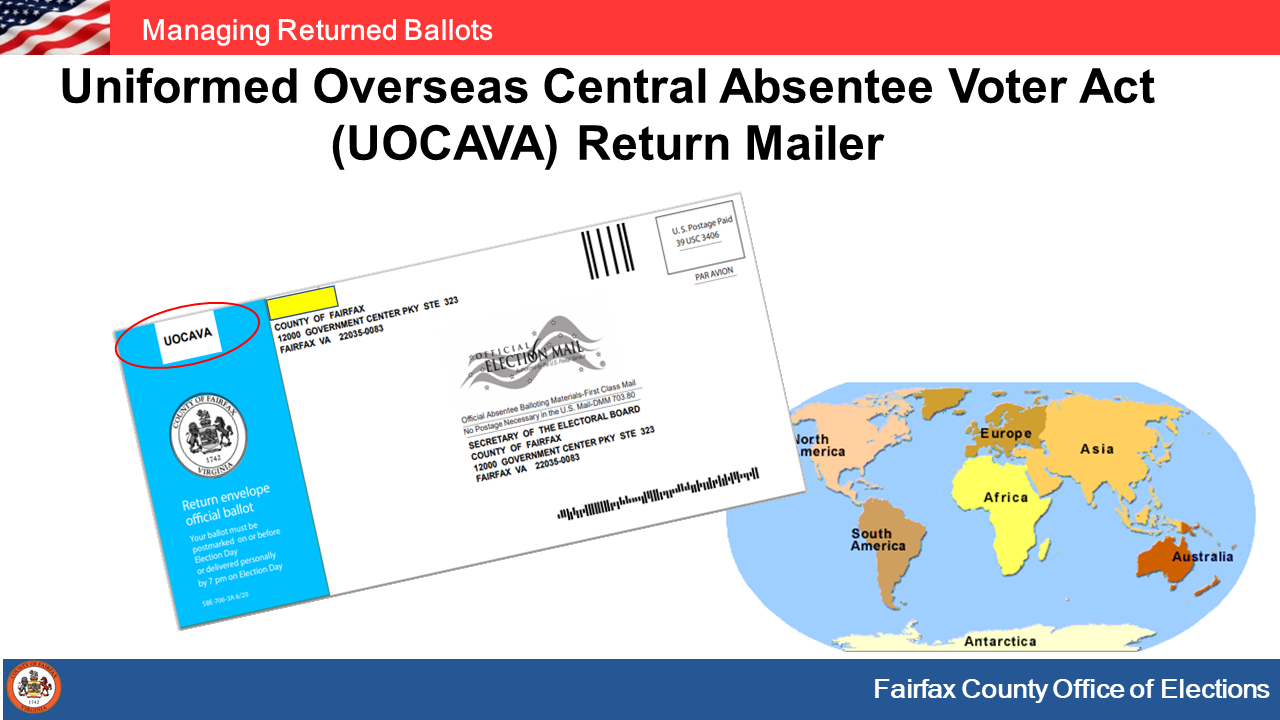 Managing Returned Ballots
Uniformed Overseas Central Absentee Voter Act
(UOCAVA) Return Mailer
UOCAVA
COUNTY OF FAIRFAX
12000 GOVERNMENT CENTER PKY STE 323
FAIRFAX VA 22035-0083
U.S. Postage Paid
39 USC 3406
PAR AVION
OFFICIAL
ELECTION MAIL
Official Absentee Balloting Materials-First Class Mail
No Postage Necessary in the U.S. Mail-DMM 703.80
SECRETARY OF THE ELECTORAL BOARD
COUNTY OF FAIRFAX
12000 GOVERNMENT CENTER PKY STE 323
FAIRFAX VA 22035-0083
COUNTY OF FAIRFAX
1742
VIRGINIA
Return envelope
official ballot
Your ballot must be
postmarked on or before
Election Day
or delivered personally
by 7 pm on Election Day
SBE-706-3A 6/20
North
America
Europe
Asia
Africa
South
America
Australia
Antarctica
COUNTY OF FAIRFAX
1742
VIRGINIA
Fairfax County Office of Elections